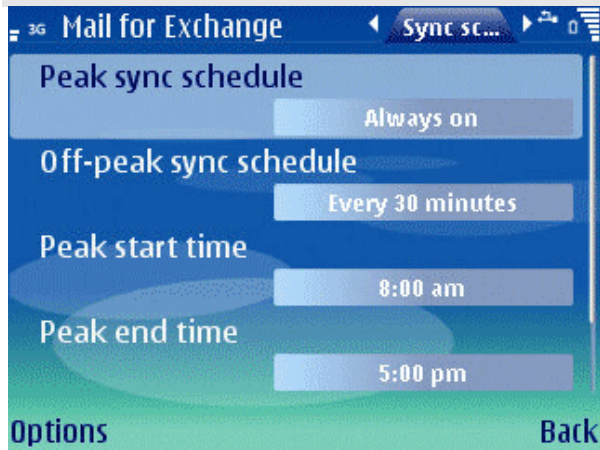 3G Mail for Exchange Sync sc...
Peak sync schedule
Always on
Off-peak sync schedule
Every 30 minutes
Peak start time
8:00 am
Peak end time
5:00 pm
Options Back